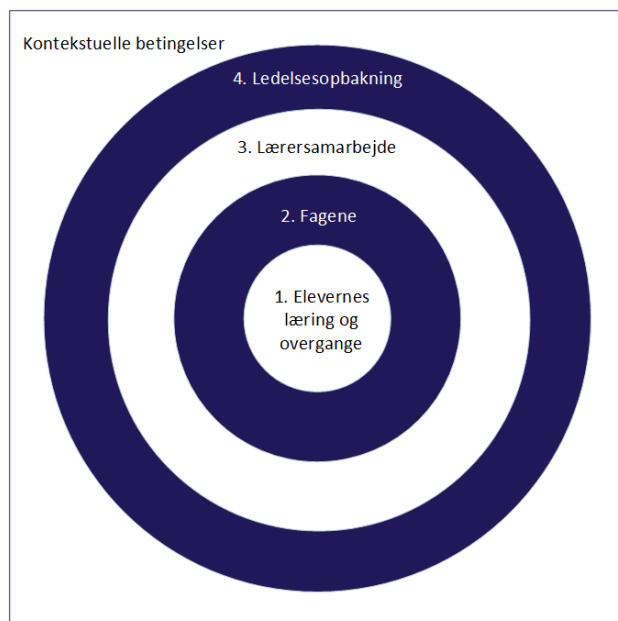 Kontekstuelle betingelser
4. Ledelsesopbakning
3. Lærersamarbejde
2. Fagene
1. Elevernes
læring og
overgange